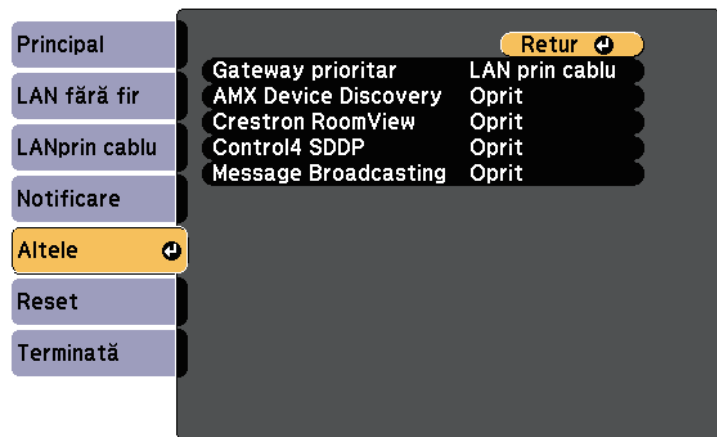 Principal
LAN fără fir
LANprin cablu
Notificare
Altele
Reset
Terminată
Retur
Gateway prioritar LAN prin cablu
AMX Device Discovery Oprit
Crestron RoomView Oprit
Control4 SDDP Oprit
Message Broadcasting Oprit